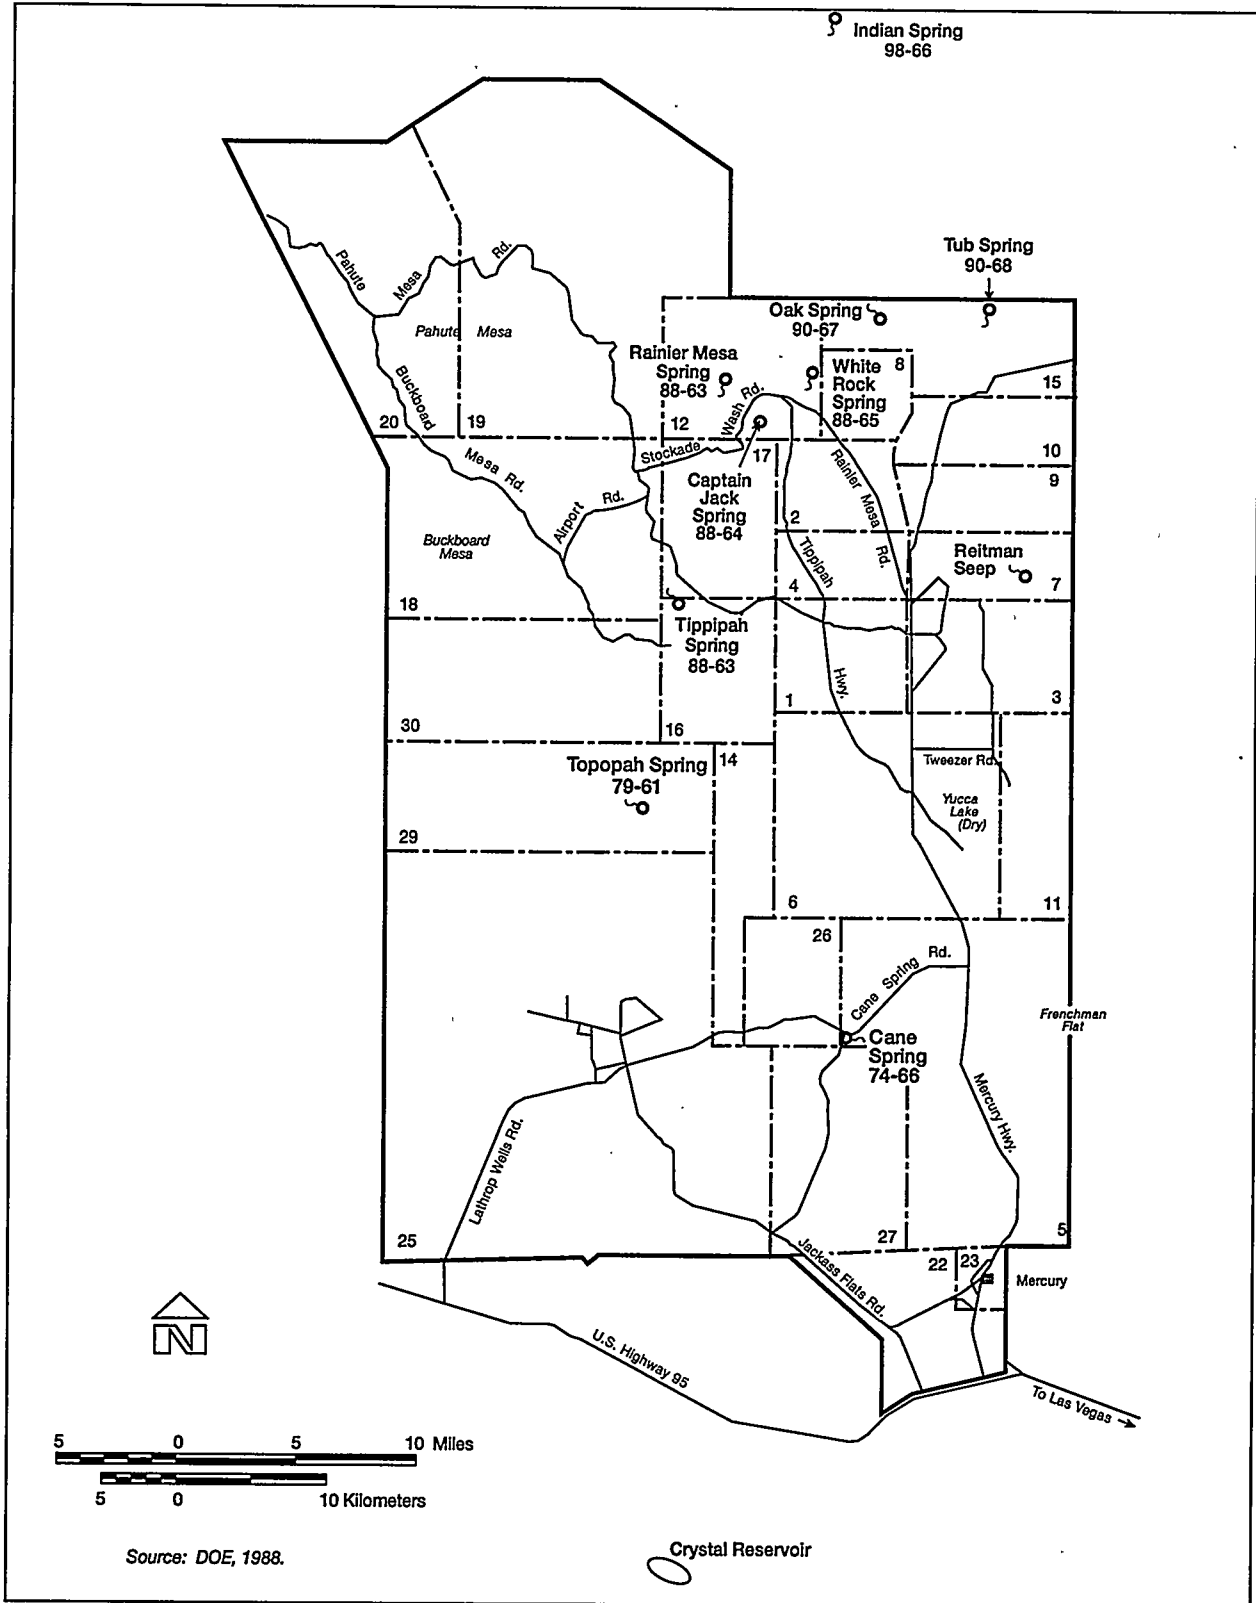 Indian Spring
98-66
Tub Spring
90-68
Oak Spring
90-67
Pahute
Mesa
Rd.
Pahute Mesa
Rainier Mesa
Spring
88-63
White
Rock
Spring
88-65
8
15
Buckboard
Mesa Rd.
20
19
12
Wash Rd.
Stockade
17
10
9
Captain
Jack
Spring
88-64
Rainier Mesa
Rd.
Airport
Rd.
2
Tippipah
Hwy.
Buckboard
Mesa
Reitman
Seep
7
18
4
Tippipah
Spring
88-63
1
3
30
16
14
Topopah Spring
79-61
Tweezer Rd.
Yucca
Lake
(Dry)
29
6
11
26
Cane Spring
Rd.
Frenchman
Flat
Cane
Spring
74-66
Mercury Hwy.
Lathrop Wells Rd.
25
27
5
Jackass Flats Rd.
22
23
Mercury
N
U.S. Highway 95
To Las Vegas
5 0 5 10 Miles
5 0 10 Kilometers
Source: DOE, 1988.
Crystal Reservoir